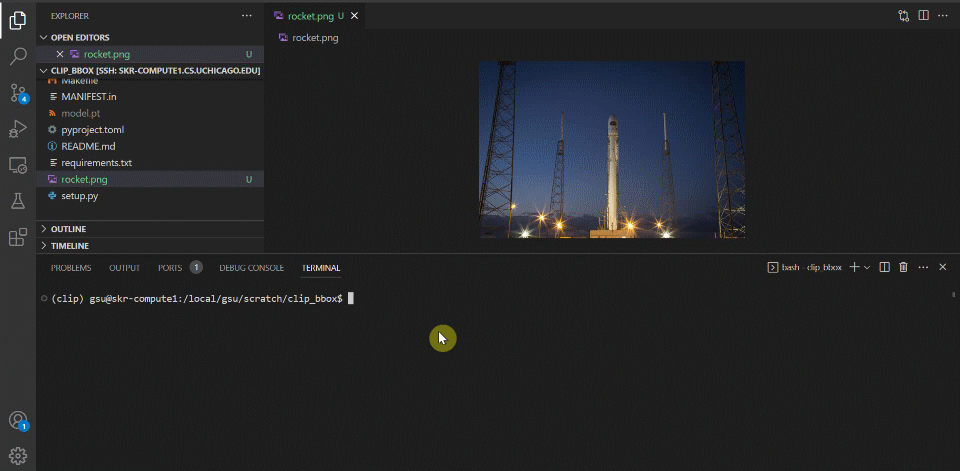 EXPLORER
OPEN EDITORS
rocket.png U
CLIP_BBOX [SSH: SKR-COMPUTE1.CS.UCHICAGO.EDU]
Makefile
MANIFEST.in
model.pt
pyproject.toml
README.md
requirements.txt
rocket.png U
setup.py
OUTLINE
TIMELINE
4
1
rocket.png U
rocket.png
PROBLEMS OUTPUT PORTS 1 DEBUG CONSOLE TERMINAL
bash - clip_bbox
(clip) gsu@skr-compute1:/local/gsu/scratch/clip_bbox$